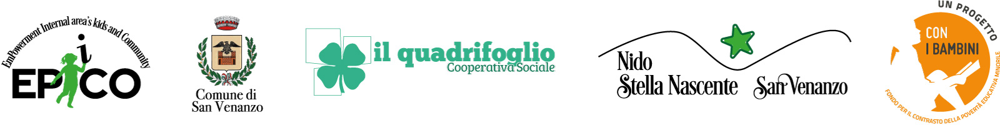 EmPowerment Internal area's kids and Community
EPiCO
Comune di
San Venanzo
il quadrifoglio
Cooperativa Sociale
Nido
Stella Nascente
San Venanzo
UN PROGETTO
CON
I BAMBINI
FONDO PER IL CONTRASTO DELLA POVERTÀ EDUCATIVA MINORILE